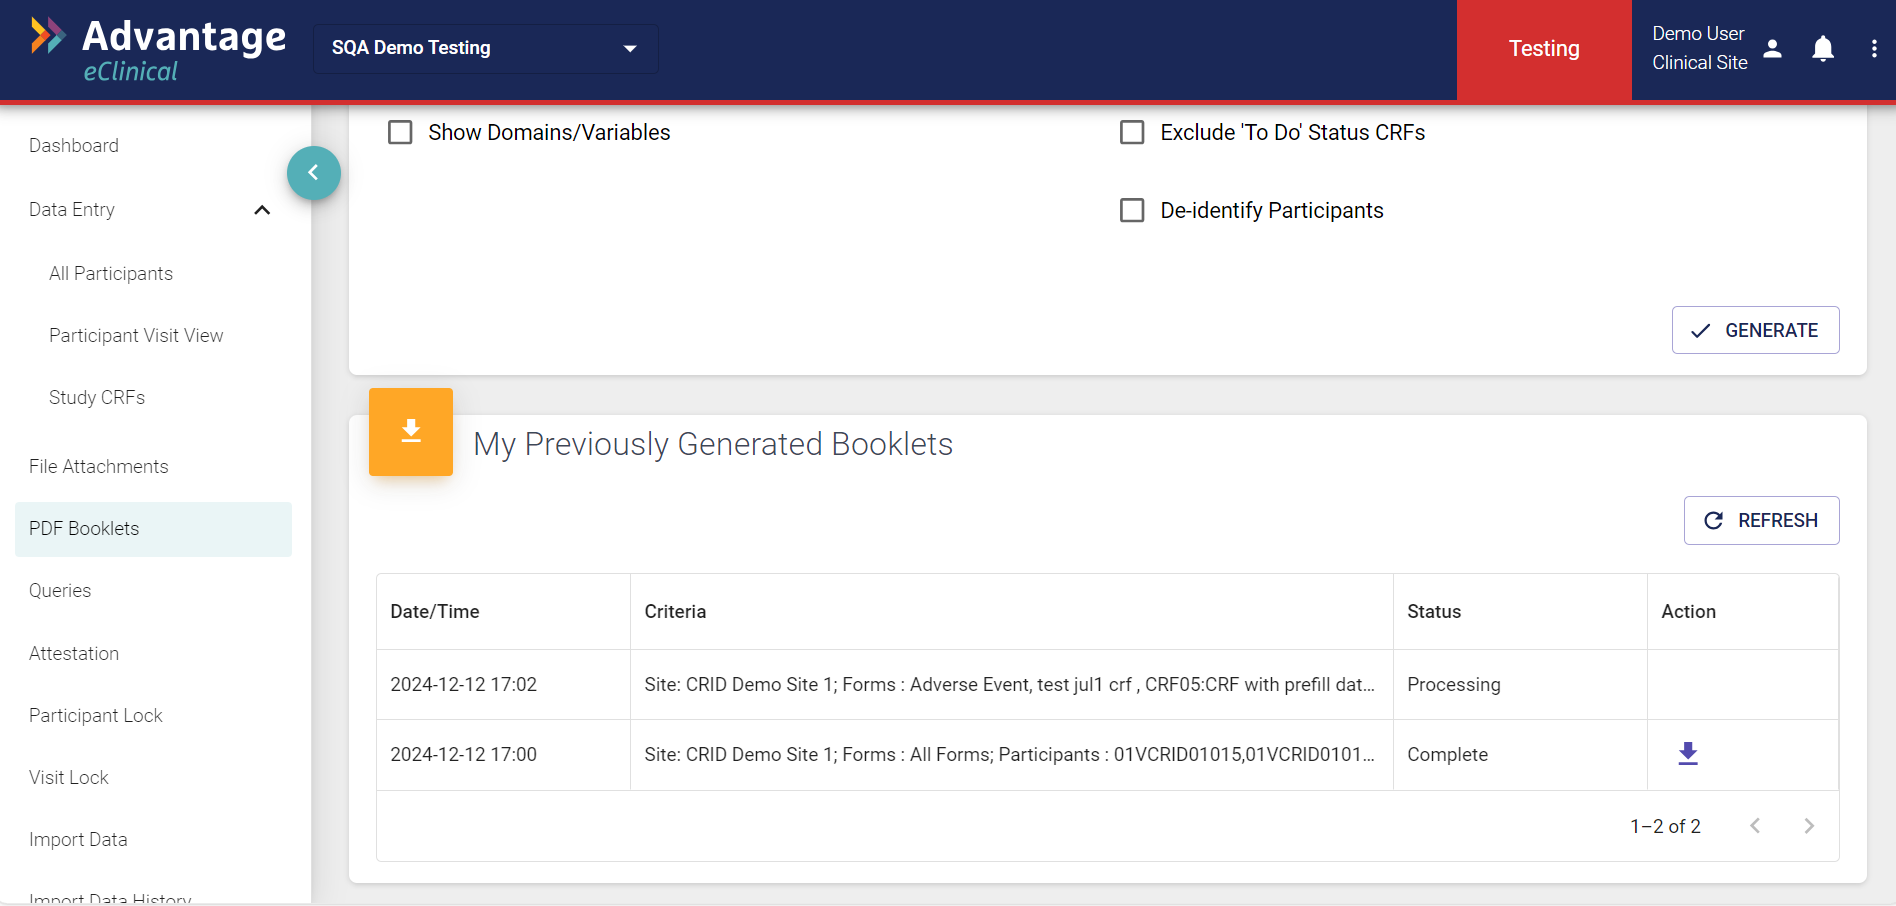 Advantage
eClinical
SQA Demo Testing
Testing
Demo User
Clinical Site
Dashboard
Data Entry
All Participants
Participant Visit View
Study CRFs
File Attachments
PDF Booklets
Queries
Attestation
Participant Lock
Visit Lock
Import Data
Import Data History
Show Domains/Variables
Exclude 'To Do' Status CRFs
De-identify Participants
GENERATE
My Previously Generated Booklets
REFRESH
Date/Time Criteria Status Action
2024-12-12 17:02 Site: CRID Demo Site 1; Forms : Adverse Event, test jul1 crf , CRF05:CRF with prefill dat... Processing
2024-12-12 17:00 Site: CRID Demo Site 1; Forms : All Forms; Participants : 01VCRID01015,01VCRID0101... Complete
1–2 of 2